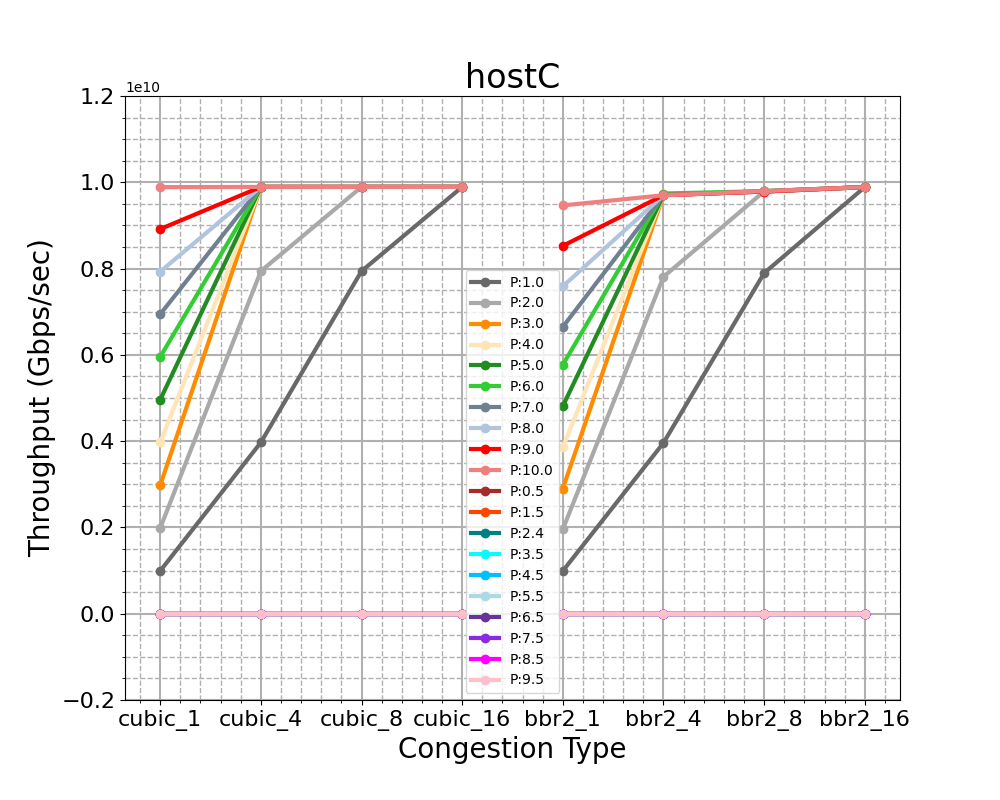 hostC
1e10
1.2
1.0
0.8
0.6
0.4
0.2
0.0
−0.2
Throughput (Gbps/sec)
P:1.0
P:2.0
P:3.0
P:4.0
P:5.0
P:6.0
P:7.0
P:8.0
P:9.0
P:10.0
P:0.5
P:1.5
P:2.4
P:3.5
P:4.5
P:5.5
P:6.5
P:7.5
P:8.5
P:9.5
cubic_1 cubic_4 cubic_8 cubic_16 bbr2_1 bbr2_4 bbr2_8 bbr2_16
Congestion Type